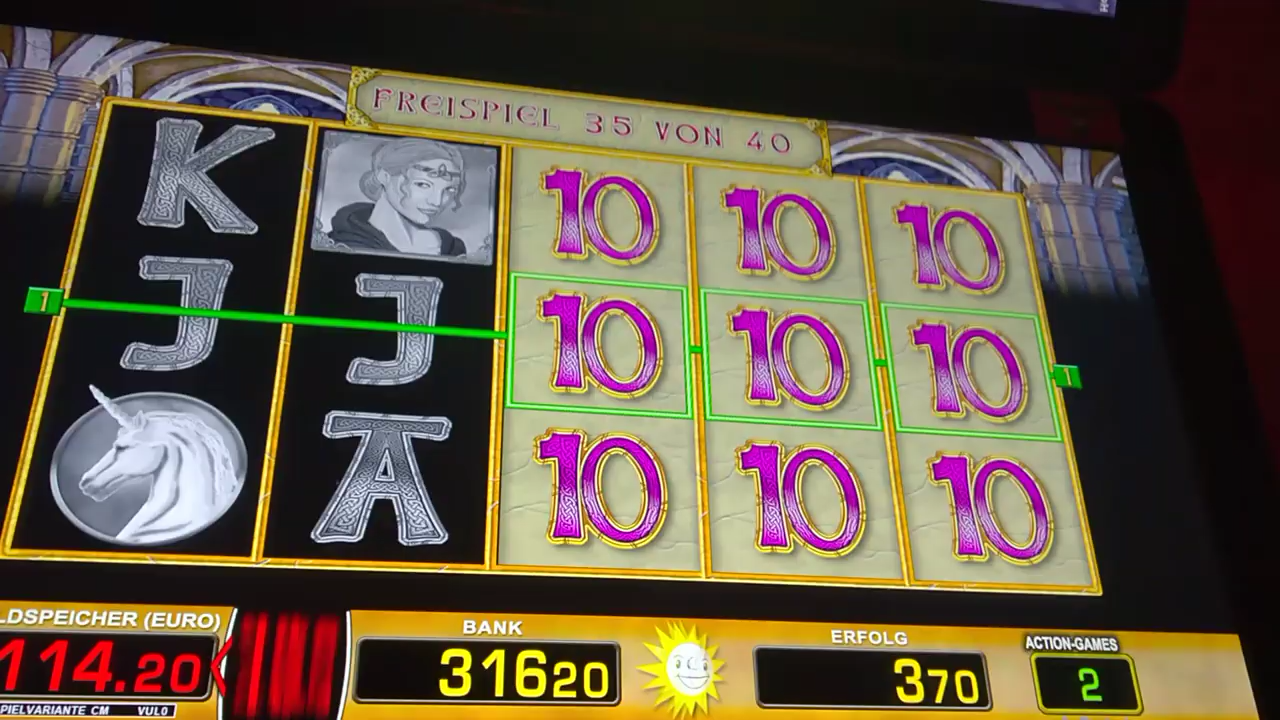 FREISPIEL 35 VON 40
K
10 10 10
1 J J 10 10 10 1
A 10 10 10
LDSPEICHER (EURO) BANK ERFOLG ACTION-GAMES
114.20 31620 370 2
PIELVARIANTE CM VUL0